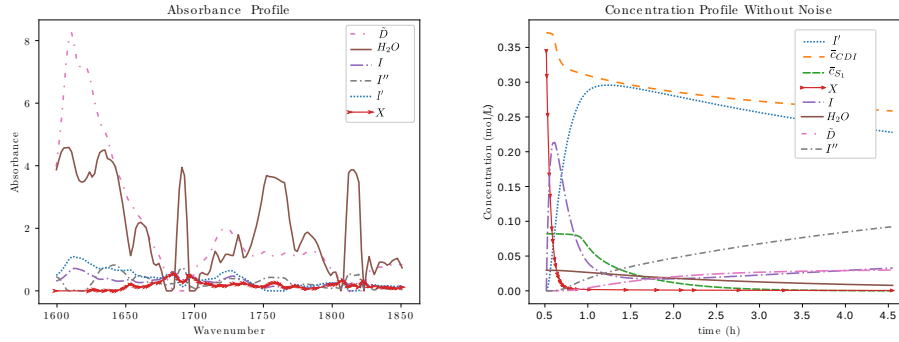 Absorbance Profile
Absorbance
8
6
4
2
0
1600
1650
1700
1750
1800
1850
Wavenumber
D̃
H₂O
I
I''
I'
X
Concentration Profile Without Noise
Concentration (mol/L)
0.35
0.30
0.25
0.20
0.15
0.10
0.05
0.00
0.5
1.0
1.5
2.0
2.5
3.0
3.5
4.0
4.5
time (h)
I'
c̅_CDI
c̅_S₁
X
I
H₂O
D̃
I''